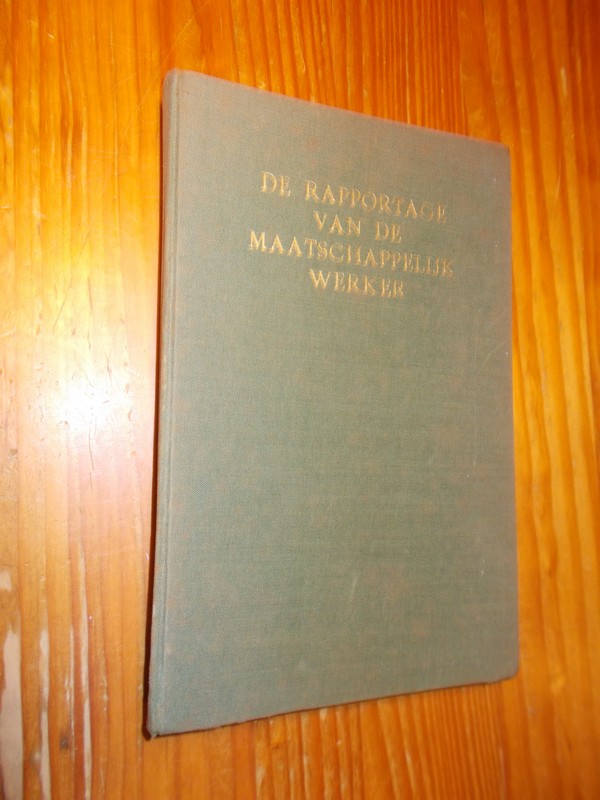 DE RAPPORTAGE
VAN DE
MAATSCHAPPELIJK
WERKER